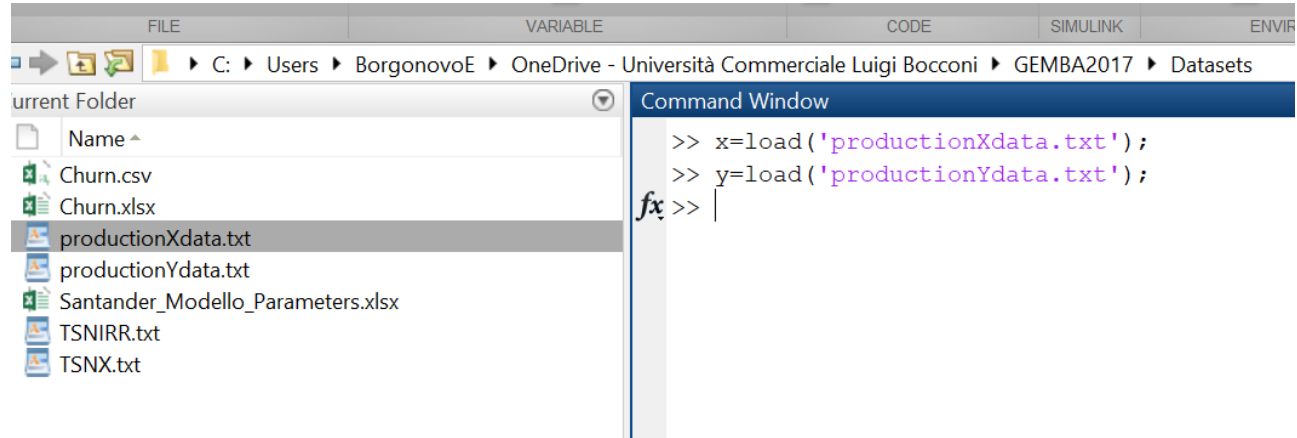 FILE VARIABLE CODE SIMULINK ENVIR
C: Users BorgonovoE OneDrive - Università Commerciale Luigi Bocconi GEMBA2017 Datasets
urrent Folder
Name
Churn.csv
Churn.xlsx
productionXdata.txt
productionYdata.txt
Santander_Modello_Parameters.xlsx
TSNIRR.txt
TSNX.txt
Command Window
>> x=load('productionXdata.txt');
>> y=load('productionYdata.txt');
fx >>